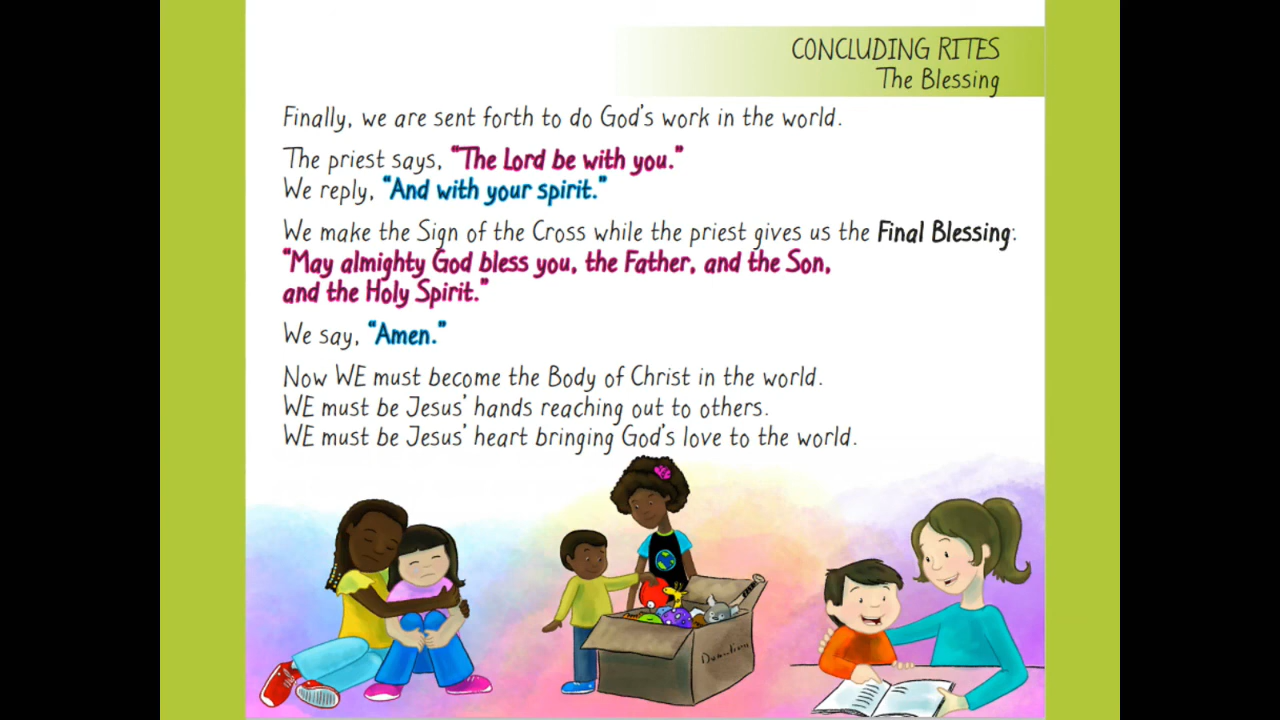 CONCLUDING RITES
The Blessing
Finally, we are sent forth to do God's work in the world.
The priest says, "The Lord be with you."
We reply, "And with your spirit."
We make the Sign of the Cross while the priest gives us the Final Blessing:
"May almighty God bless you, the Father, and the Son,
and the Holy Spirit."
We say, "Amen."
Now WE must become the Body of Christ in the world.
WE must be Jesus' hands reaching out to others.
WE must be Jesus' heart bringing God's love to the world.
Donations